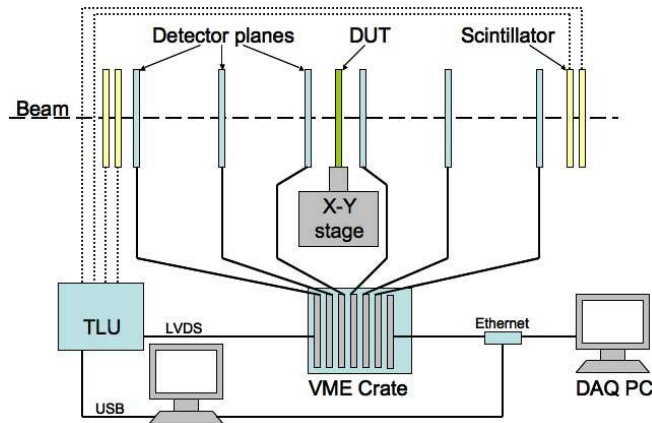 Detector planes
DUT
Scintillator
Beam
X-Y
stage
TLU
LVDS
Ethernet
USB
VME Crate
DAQ PC